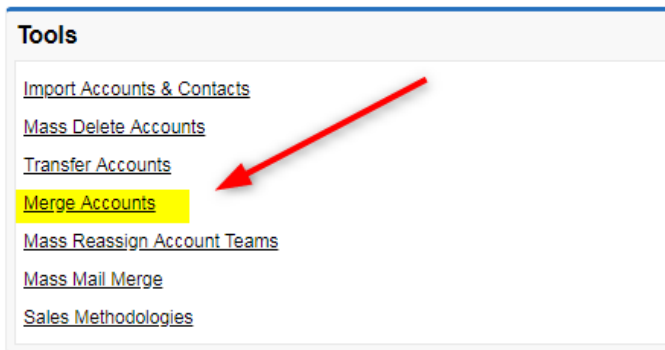 Tools
Import Accounts & Contacts
Mass Delete Accounts
Transfer Accounts
Merge Accounts
Mass Reassign Account Teams
Mass Mail Merge
Sales Methodologies